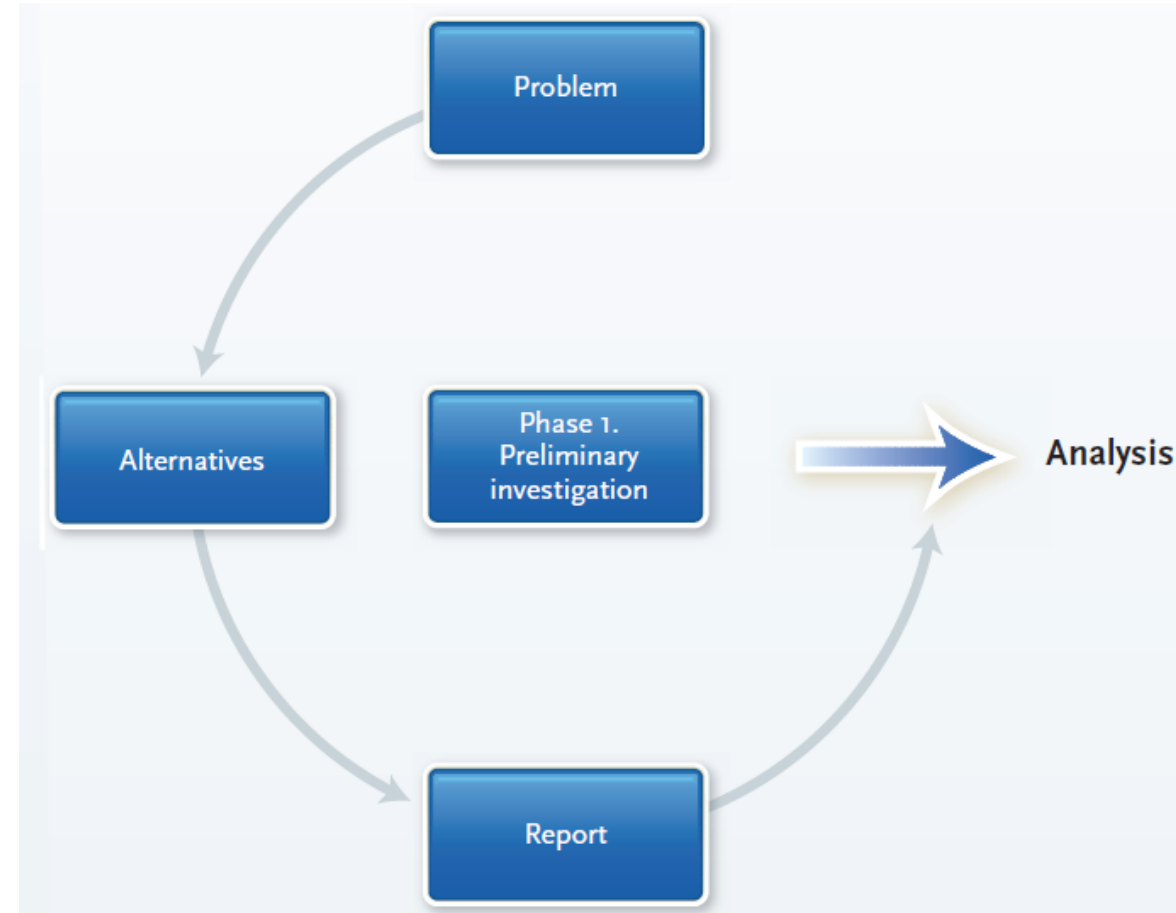 Problem
Alternatives
Phase 1.
Preliminary
investigation
Analysis
Report